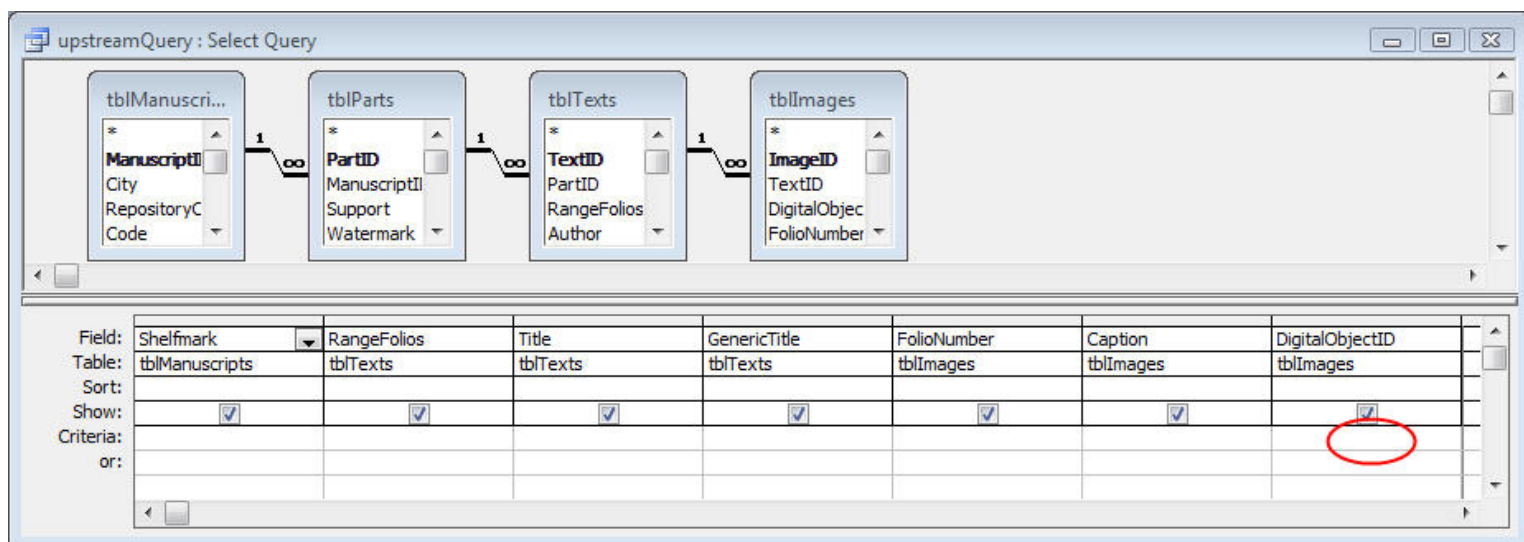 upstreamQuery : Select Query
tblManuscri... tblParts tblTexts tblImages
* * * *
1 ∞ 1 ∞ 1 ∞
ManuscriptI PartID TextID ImageID
City ManuscriptI PartID TextID
RepositoryC Support RangeFolios DigitalObjec
Code Watermark Author FolioNumber
Field: Shelfmark RangeFolios Title GenericTitle FolioNumber Caption DigitalObjectID
Table: tblManuscripts tblTexts tblTexts tblTexts tblImages tblImages tblImages
Sort:
Show:
Criteria:
or: